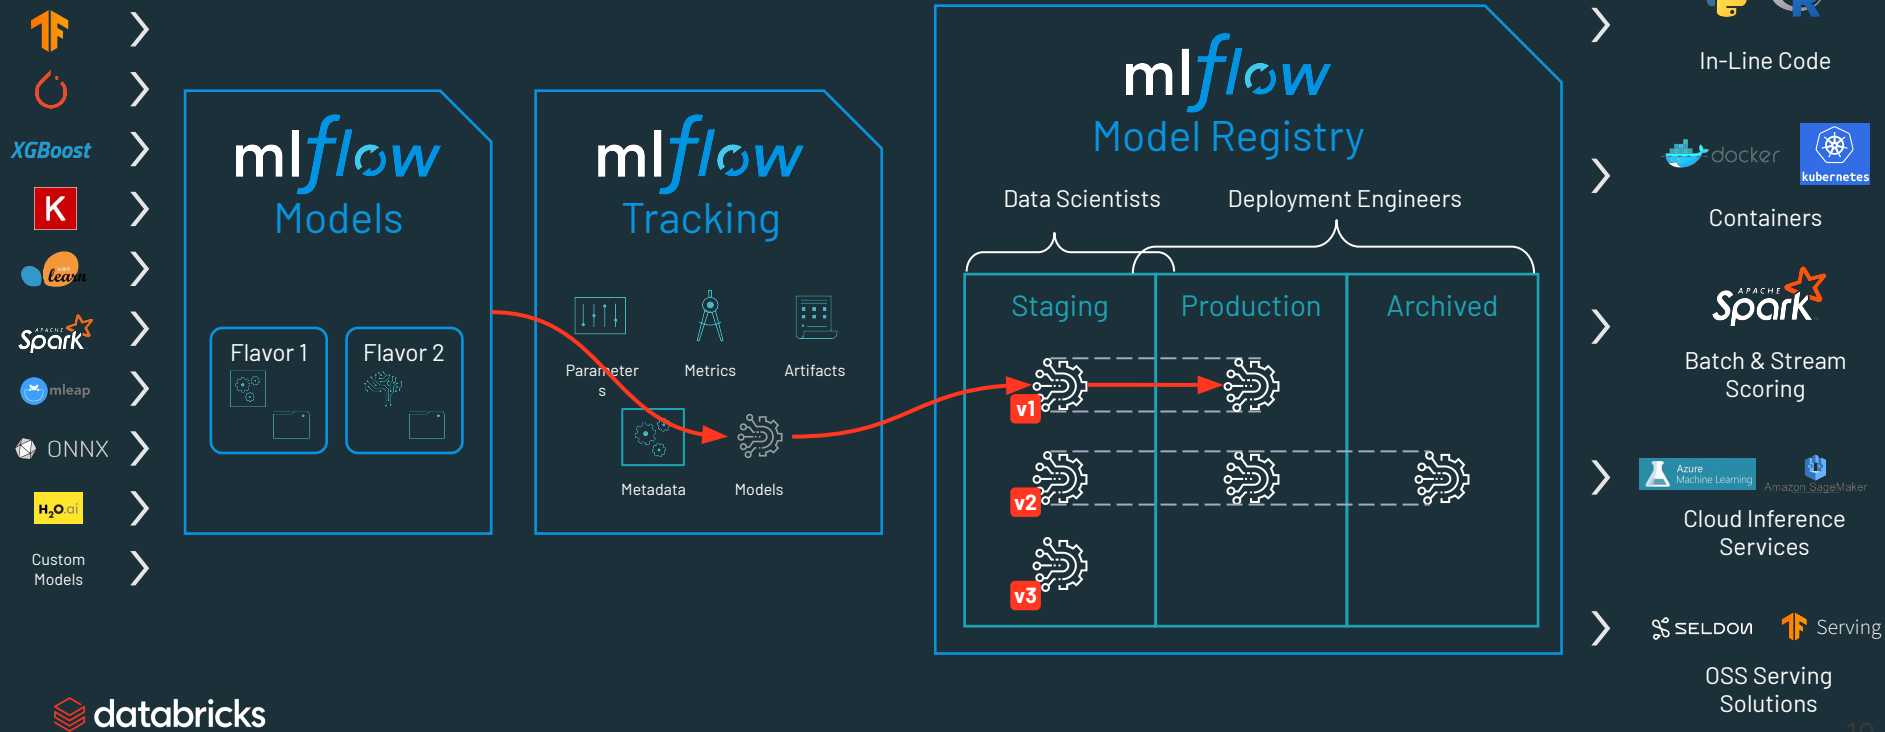 XGBoost
K
learn
APACHE
Spark
mleap
ONNX
H2O.ai
Custom
Models
mlflow
Models
Flavor 1
Flavor 2
mlflow
Tracking
Parameter
s
Metrics
Artifacts
Metadata
Models
mlflow
Model Registry
Data Scientists
Deployment Engineers
Staging
Production
Archived
v1
v2
v3
R
In-Line Code
docker
kubernetes
Containers
APACHE
Spark
Batch & Stream
Scoring
Azure
Machine Learning
Amazon SageMaker
Cloud Inference
Services
SELDON
Serving
OSS Serving
Solutions
databricks